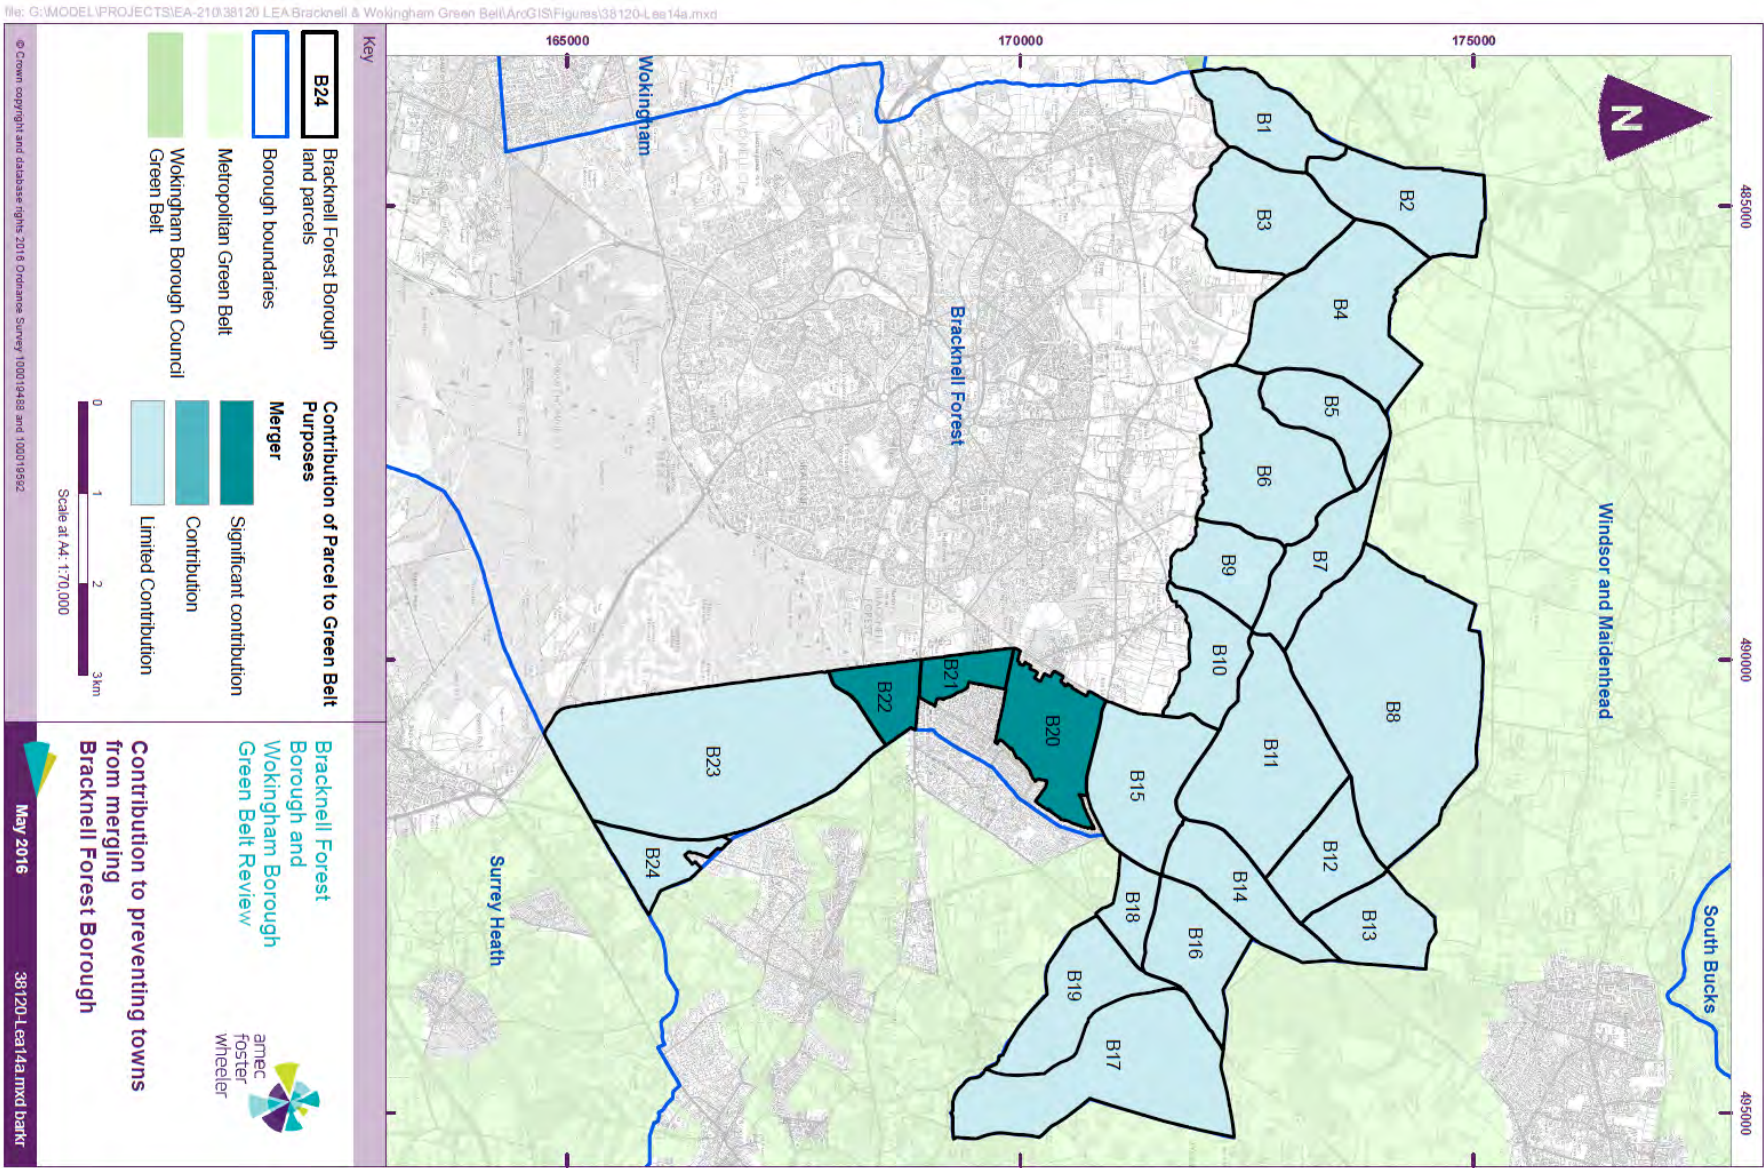 file: G:\MODEL\PROJECTS\EA-210\38120 LEA Bracknell & Wokingham Green Belt\ArcGIS\Figures\38120-Lea14a.mxd
485000
490000
495000
175000
170000
165000
N
Windsor and Maidenhead
South Bucks
Bracknell Forest
Wokingham
Surrey Heath
B1
B2
B3
B4
B5
B6
B7
B8
B9
B10
B11
B12
B13
B14
B15
B16
B17
B18
B19
B20
B21
B22
B23
B24
Key
B24
Bracknell Forest Borough
land parcels
Borough boundaries
Metropolitan Green Belt
Wokingham Borough Council
Green Belt
Contribution of Parcel to Green Belt
Purposes
Merger
Significant contribution
Contribution
Limited Contribution
0 1 2 3 km
Scale at A4: 1:70,000
© Crown copyright and database rights 2016 Ordnance Survey 100019488 and 100019592
Bracknell Forest
Borough and
Wokingham Borough
Green Belt Review
amec
foster
wheeler
Contribution to preventing towns
from merging
Bracknell Forest Borough
May 2016
38120-Lea14a.mxd barkr